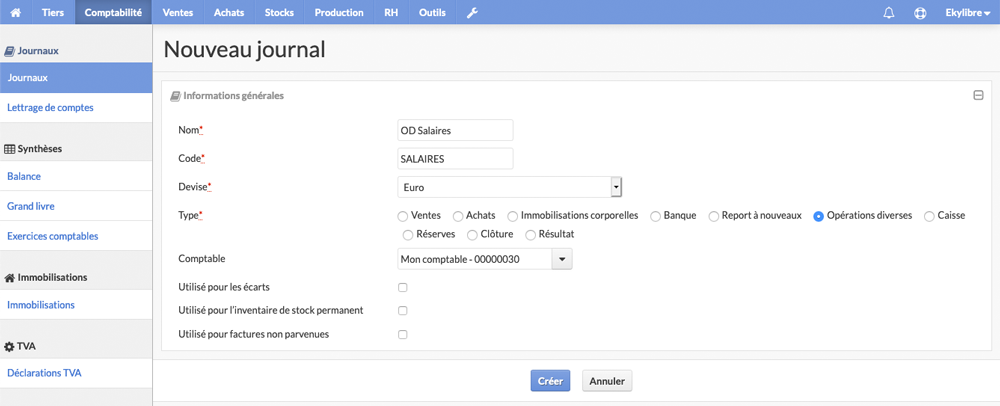 Tiers Comptabilité Ventes Achats Stocks Production RH Outils Ekylibre
Journaux
Journaux
Lettrage de comptes
Synthèses
Balance
Grand livre
Exercices comptables
Immobilisations
Immobilisations
TVA
Déclarations TVA
Nouveau journal
Informations générales
Nom* OD Salaires
Code* SALAIRES
Devise* Euro
Type* Ventes Achats Immobilisations corporelles Banque Report à nouveaux Opérations diverses Caisse
Réserves Clôture Résultat
Comptable Mon comptable - 00000030
Utilisé pour les écarts
Utilisé pour l'inventaire de stock permanent
Utilisé pour factures non parvenues
Créer Annuler